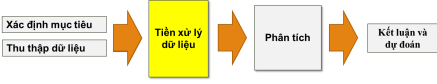 Xác định mục tiêu
Thu thập dữ liệu
Tiền xử lý
dữ liệu
Phân tích
Kết luận và
dự đoán